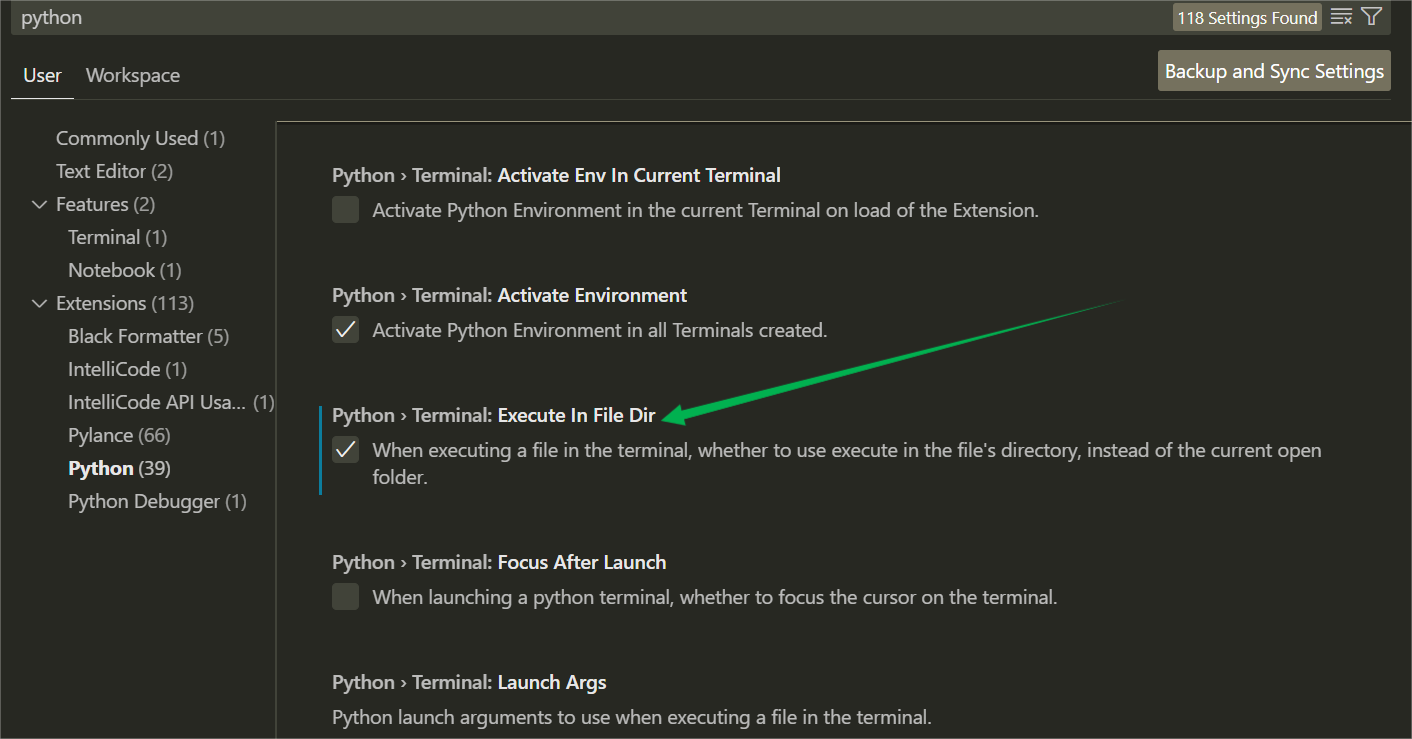 python
118 Settings Found
User
Workspace
Backup and Sync Settings
Commonly Used (1)
Text Editor (2)
Features (2)
Terminal (1)
Notebook (1)
Extensions (113)
Black Formatter (5)
IntelliCode (1)
IntelliCode API Usa... (1)
Pylance (66)
Python (39)
Python Debugger (1)
Python › Terminal: Activate Env In Current Terminal
Activate Python Environment in the current Terminal on load of the Extension.
Python › Terminal: Activate Environment
Activate Python Environment in all Terminals created.
Python › Terminal: Execute In File Dir
When executing a file in the terminal, whether to use execute in the file's directory, instead of the current open
folder.
Python › Terminal: Focus After Launch
When launching a python terminal, whether to focus the cursor on the terminal.
Python › Terminal: Launch Args
Python launch arguments to use when executing a file in the terminal.